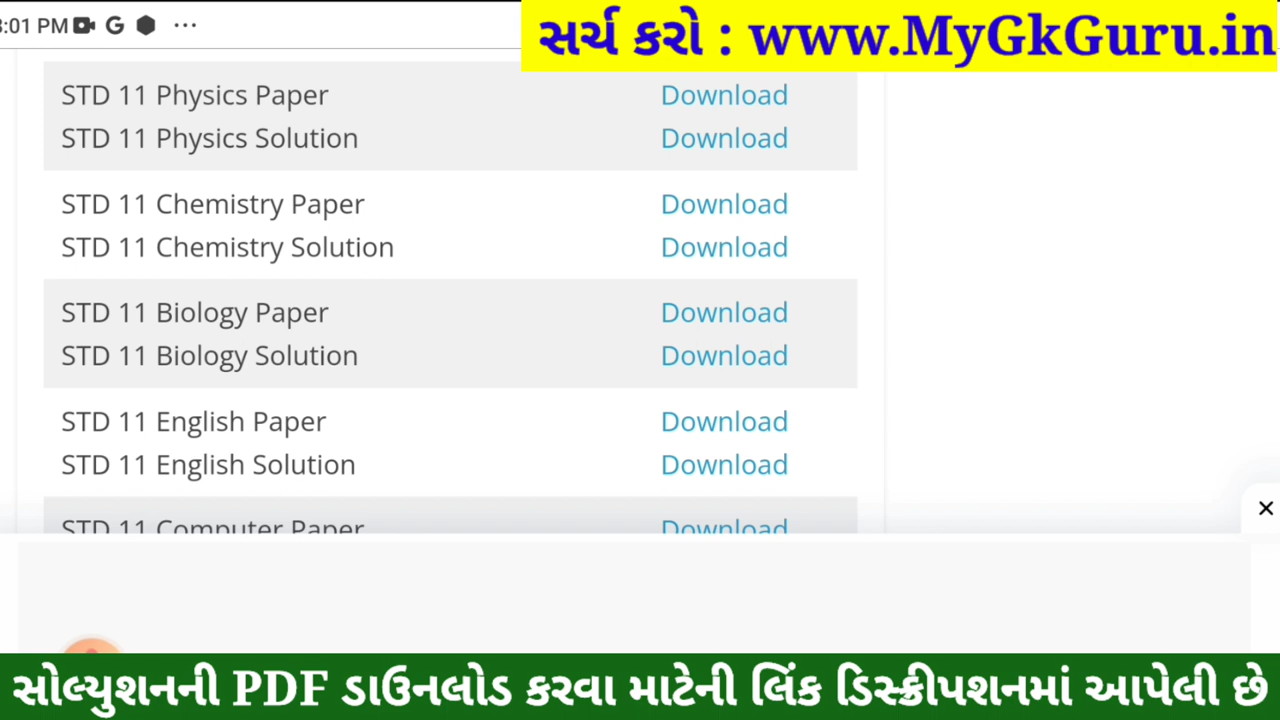 3:01 PM
સર્ચ કરો : www.MyGkGuru.in
STD 11 Physics Paper Download
STD 11 Physics Solution Download
STD 11 Chemistry Paper Download
STD 11 Chemistry Solution Download
STD 11 Biology Paper Download
STD 11 Biology Solution Download
STD 11 English Paper Download
STD 11 English Solution Download
STD 11 Computer Paper Download
સોલ્યુશનની PDF ડાઉનલોડ કરવા માટેની લિંક ડિસ્ક્રીપશનમાં આપેલી છે